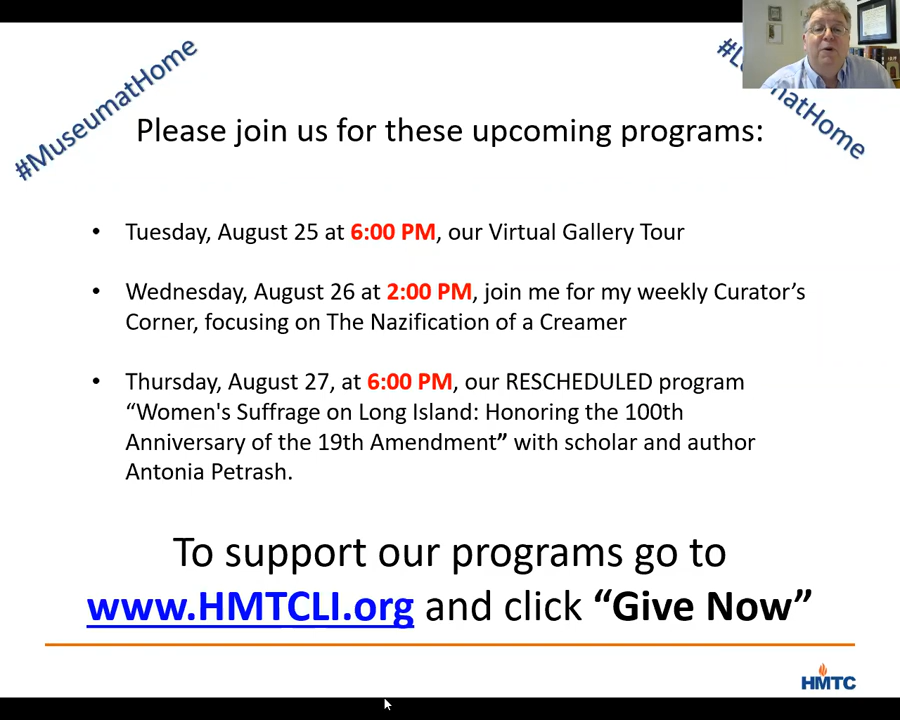 #MuseumatHome
Please join us for these upcoming programs:
• Tuesday, August 25 at 6:00 PM, our Virtual Gallery Tour
• Wednesday, August 26 at 2:00 PM, join me for my weekly Curator’s
Corner, focusing on The Nazification of a Creamer
• Thursday, August 27, at 6:00 PM, our RESCHEDULED program
“Women's Suffrage on Long Island: Honoring the 100th
Anniversary of the 19th Amendment” with scholar and author
Antonia Petrash.
To support our programs go to
www.HMTCLI.org and click “Give Now”
HMTC